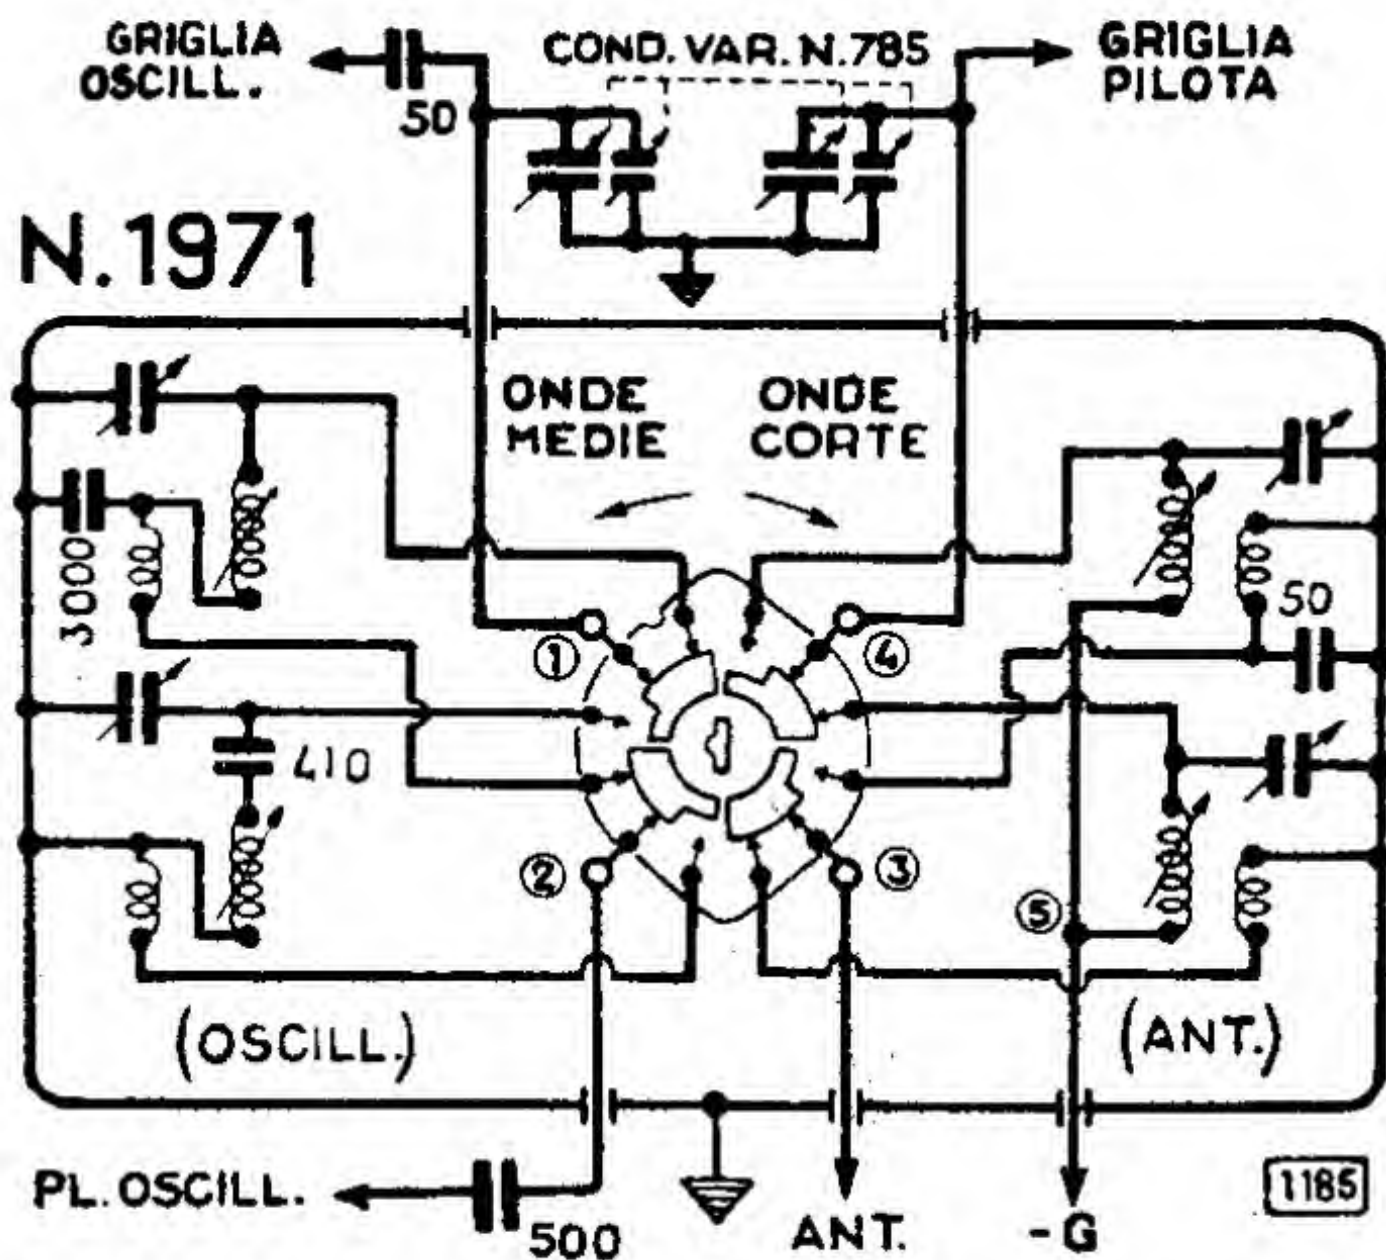 GRIGLIA
OSCILL.
50
COND. VAR. N.785
GRIGLIA
PILOTA
N.1971
ONDE
MEDIE
ONDE
CORTE
3000
50
①
④
410
②
③
⑤
(OSCILL.)
(ANT.)
PL. OSCILL.
500
ANT.
-G
1185